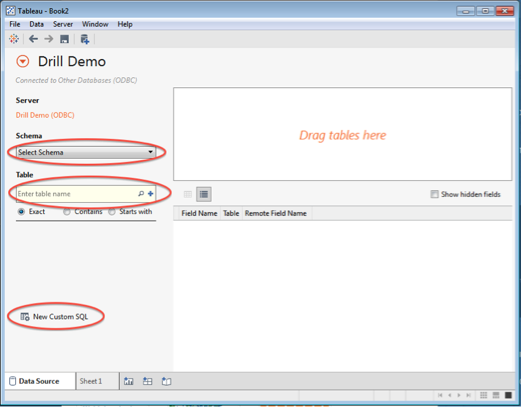 Tableau - Book2
File Data Server Window Help
Drill Demo
Connected to Other Databases (ODBC)
Server
Drill Demo (ODBC)
Schema
Select Schema
Table
Enter table name
Exact Contains Starts with
New Custom SQL
Drag tables here
Show hidden fields
Field Name Table Remote Field Name
Data Source Sheet 1